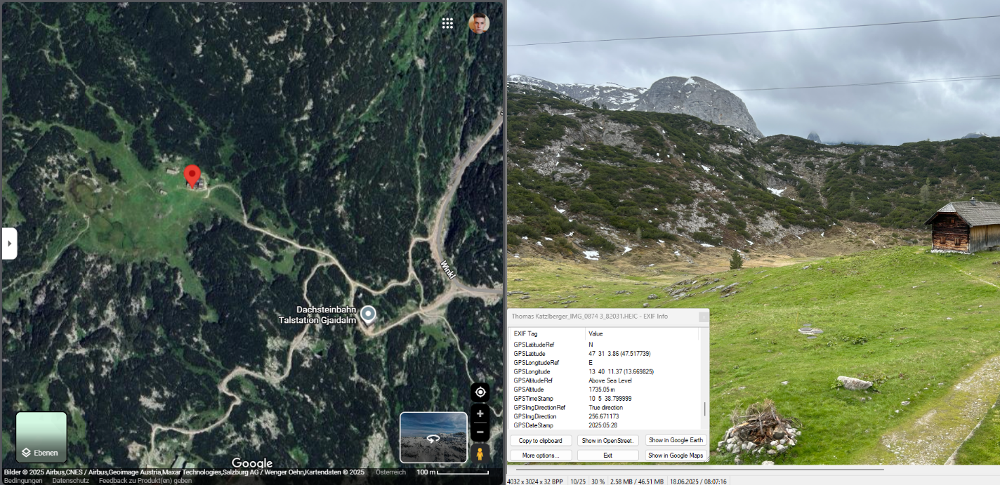 Dachsteinbahn
Talstation Gjaidalm
Winkl
Ebenen
Google
Bilder © 2025 Airbus,CNES / Airbus,Geoimage Austria,Maxar Technologies,Salzburg AG / Wenger Oehn,Kartendaten © 2025 Österreich 100 m
Bedingungen Datenschutz Feedback zu Produkt(en) geben
Thomas Katzlberger_IMG_0874 3_82031.HEIC - EXIF Info
EXIF Tag Value
GPSLatitudeRef N
GPSLatitude 47 31 3.86 (47.517739)
GPSLongitudeRef E
GPSLongitude 13 40 11.37 (13.669825)
GPSAltitudeRef Above Sea Level
GPSAltitude 1735.05 m
GPSTimeStamp 10 5 38.799999
GPSImgDirectionRef True direction
GPSImgDirection 256.671173
GPSDateStamp 2025:05:28
Copy to clipboard Show in OpenStreet. Show in Google Earth
More options... Exit Show in Google Maps
4032 x 3024 x 32 BPP 10/25 30 % 2.58 MB / 46.51 MB 18.06.2025 / 08:07:16